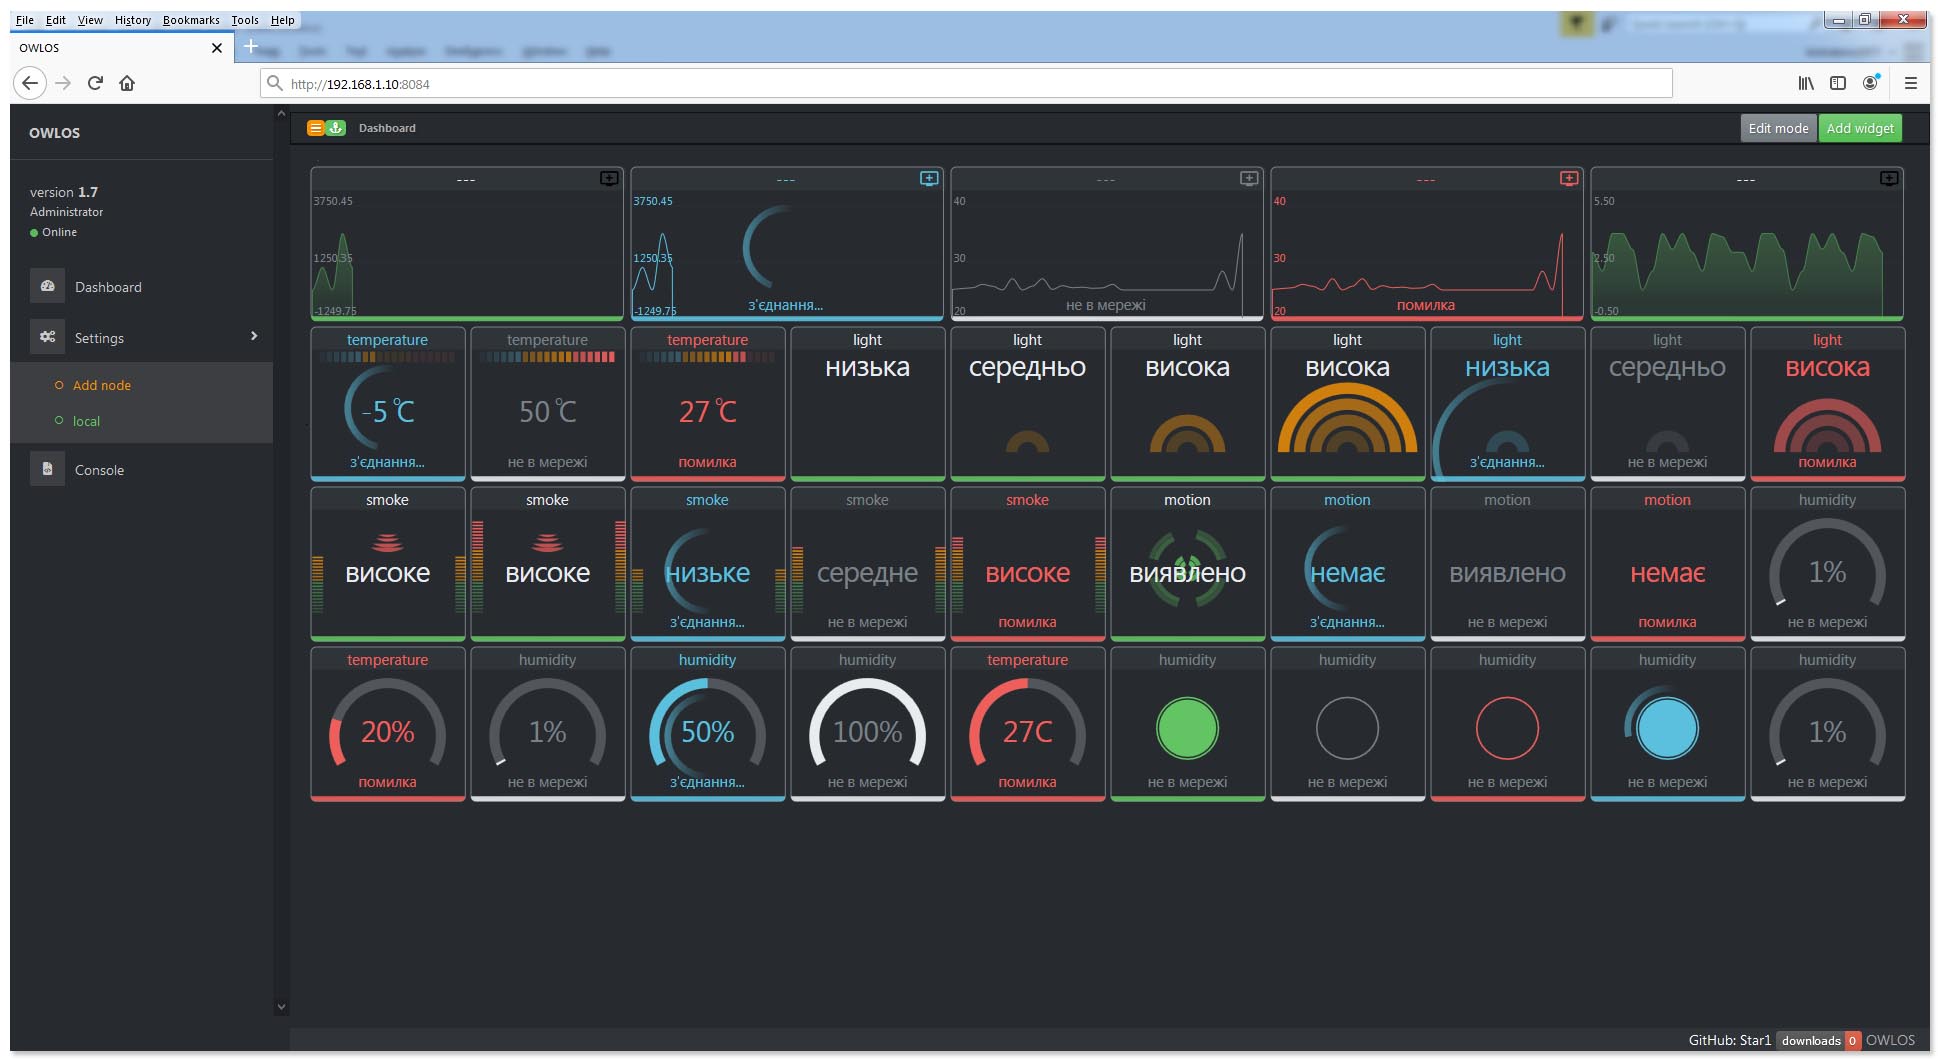 File Edit View History Bookmarks Tools Help
OWLOS
http://192.168.1.10:8084
OWLOS
version 1.7
Administrator
Online
Dashboard
Settings
Add node
local
Console
Dashboard
Edit mode Add widget
--- --- --- --- ---
3750.45 3750.45 40 40 5.50
1250.35 1250.35 30 30 2.50
з'єднання... не в мережі помилка
-1249.75 -1249.75 20 20 -0.50
temperature temperature temperature light light light light light light light
низька середньо висока висока низька середньо висока
-5 ℃ 50 ℃ 27 ℃
з'єднання... не в мережі помилка з'єднання... не в мережі помилка
smoke smoke smoke smoke smoke motion motion motion motion humidity
високе високе низьке середне високе виявлено немає виявлено немає 1%
з'єднання... не в мережі помилка з'єднання... не в мережі помилка не в мережі
temperature humidity humidity humidity temperature humidity humidity humidity humidity humidity
20% 1% 50% 100% 27C 1%
помилка не в мережі з'єднання... не в мережі помилка не в мережі не в мережі не в мережі не в мережі не в мережі
GitHub: Star1 downloads 0 OWLOS